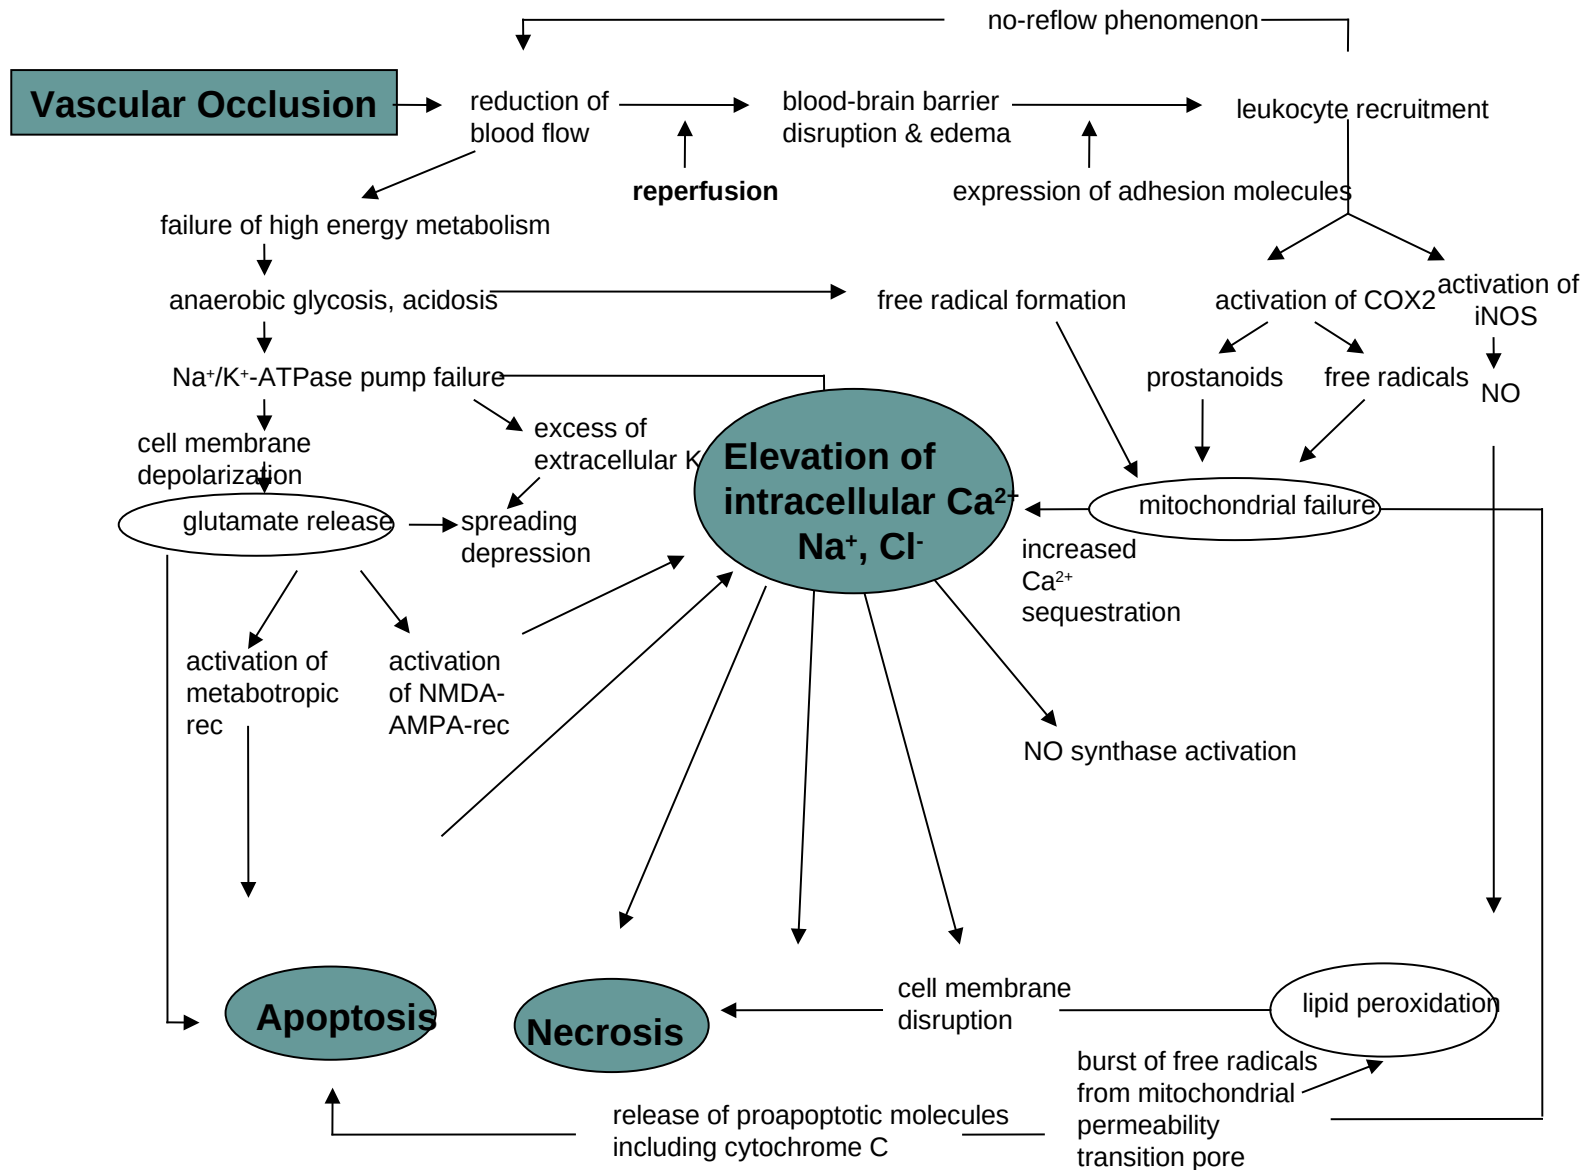 no-reflow phenomenon
Vascular Occlusion
reduction of
blood flow
blood-brain barrier
disruption & edema
leukocyte recruitment
reperfusion
expression of adhesion molecules
failure of high energy metabolism
anaerobic glycosis, acidosis
free radical formation
activation of COX2
activation of
iNOS
Na⁺/K⁺-ATPase pump failure
prostanoids
free radicals
NO
cell membrane
depolarization
excess of
extracellular K
Elevation of
intracellular Ca²⁺
Na⁺, Cl⁻
glutamate release
spreading
depression
mitochondrial failure
increased
Ca²⁺
sequestration
activation of
metabotropic
rec
activation
of NMDA-
AMPA-rec
NO synthase activation
Apoptosis
Necrosis
cell membrane
disruption
lipid peroxidation
burst of free radicals
from mitochondrial
permeability
transition pore
release of proapoptotic molecules
including cytochrome C